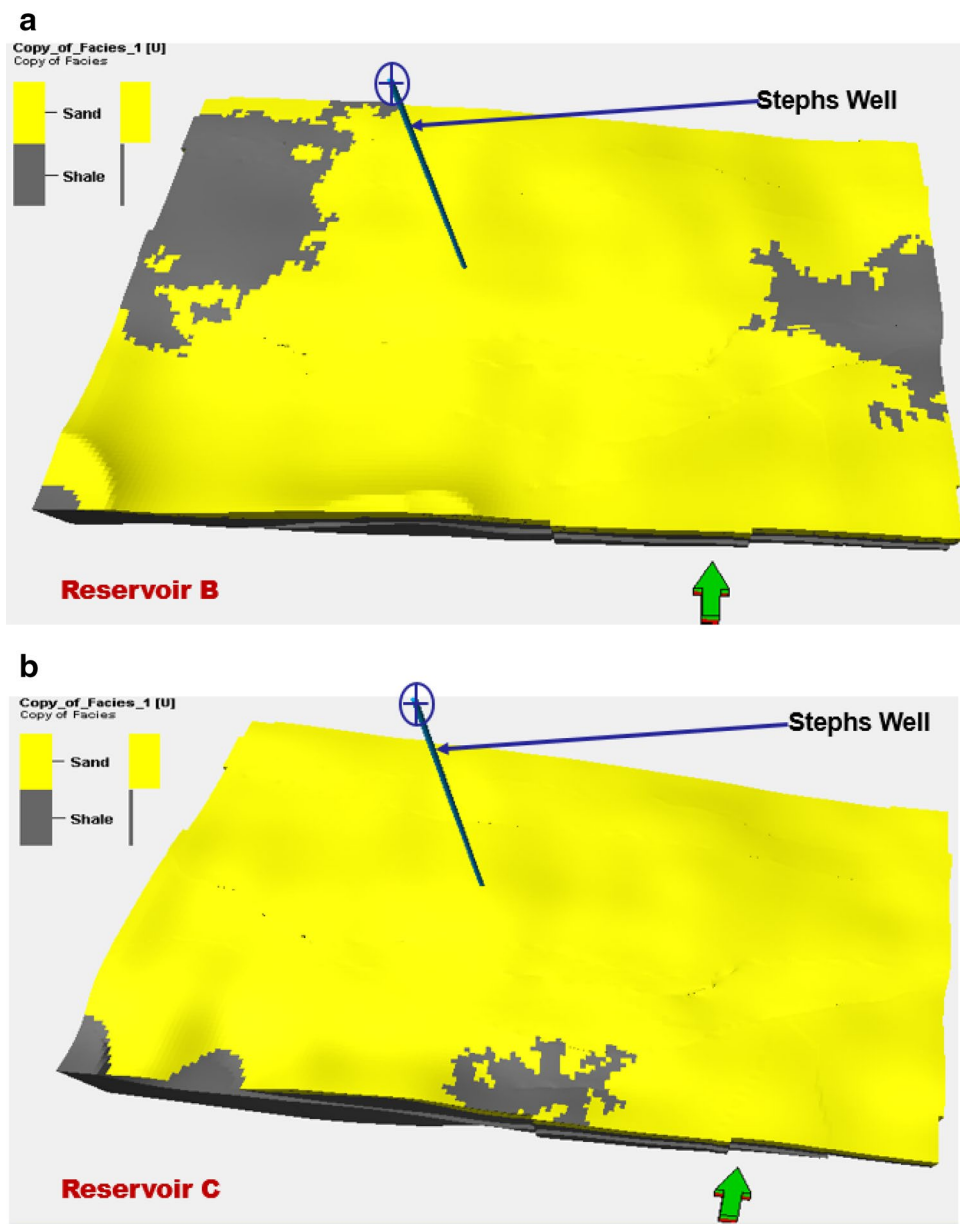 a
Copy_of_Facies_1 [U]
Copy of Facies
Sand
Shale
Stephs Well
Reservoir B
b
Copy_of_Facies_1 [U]
Copy of Facies
Sand
Shale
Stephs Well
Reservoir C